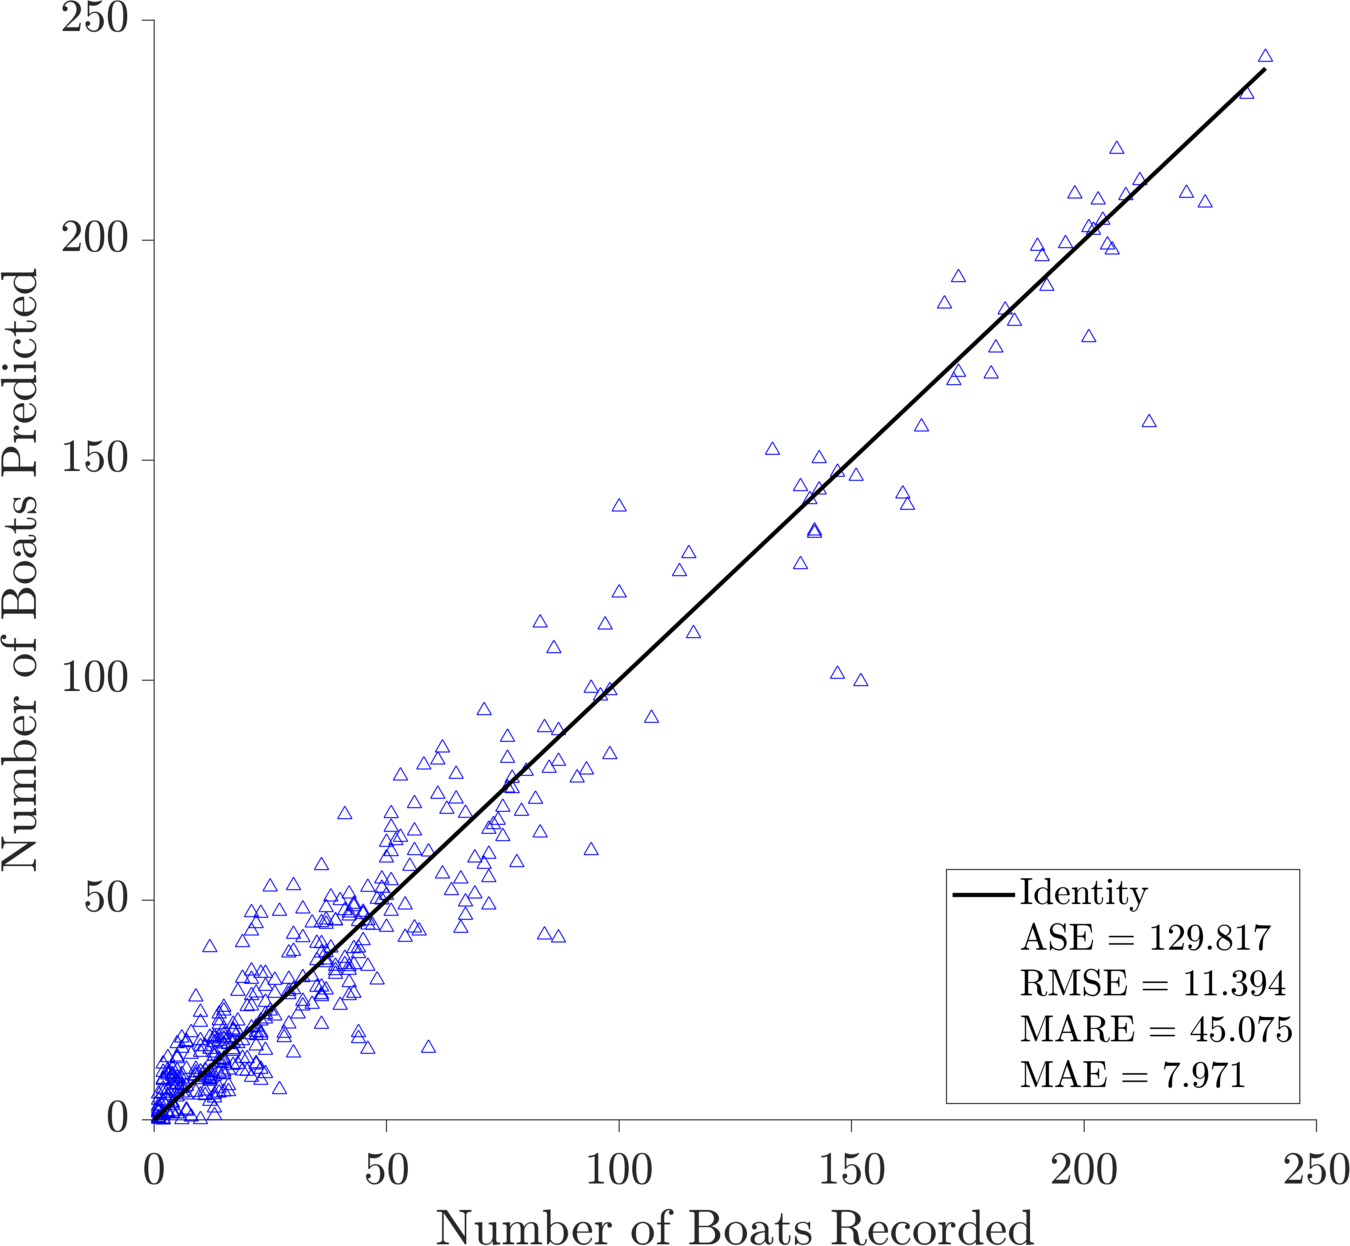 250
200
150
100
50
0
Number of Boats Predicted
Identity
ASE = 129.817
RMSE = 11.394
MARE = 45.075
MAE = 7.971
0 50 100 150 200 250
Number of Boats Recorded